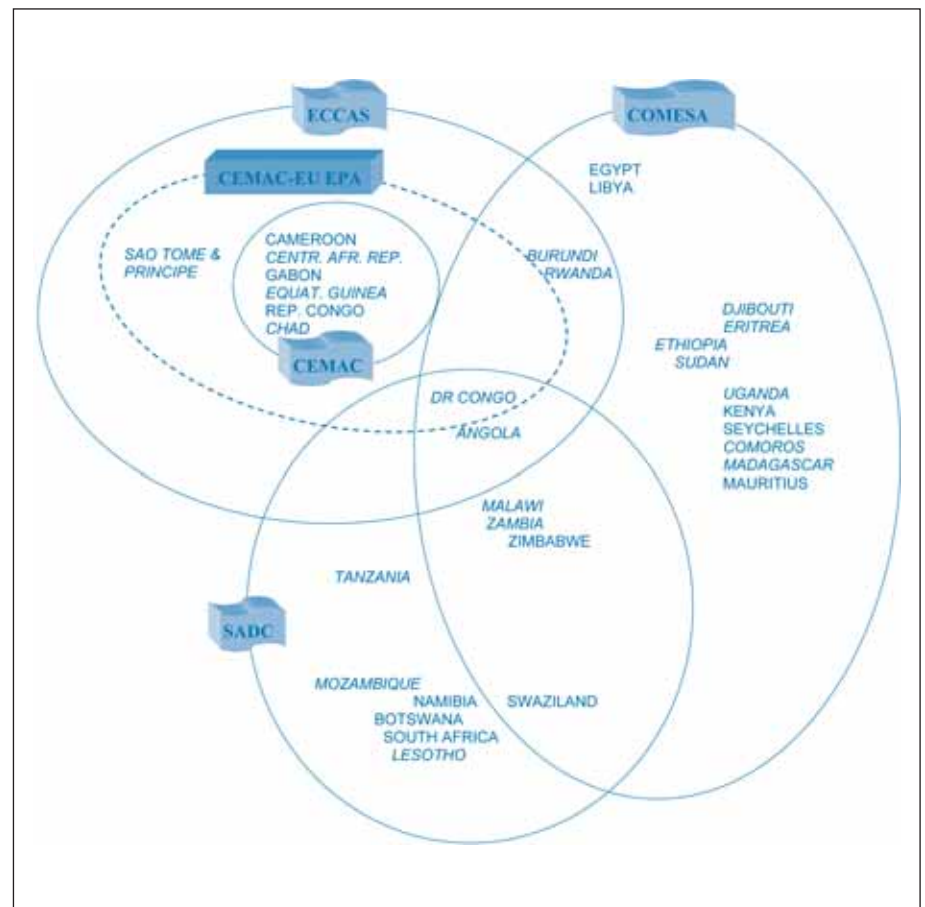 ECCAS
COMESA
CEMAC-EU EPA
EGYPT
LIBYA
SAO TOME &
PRINCIPE
CAMEROON
CENTR. AFR. REP.
GABON
EQUAT. GUINEA
REP. CONGO
CHAD
CEMAC
BURUNDI
RWANDA
DJIBOUTI
ERITREA
ETHIOPIA
SUDAN
UGANDA
KENYA
SEYCHELLES
COMOROS
MADAGASCAR
MAURITIUS
DR CONGO
ANGOLA
MALAWI
ZAMBIA
ZIMBABWE
TANZANIA
SADC
MOZAMBIQUE
NAMIBIA
BOTSWANA
SOUTH AFRICA
LESOTHO
SWAZILAND